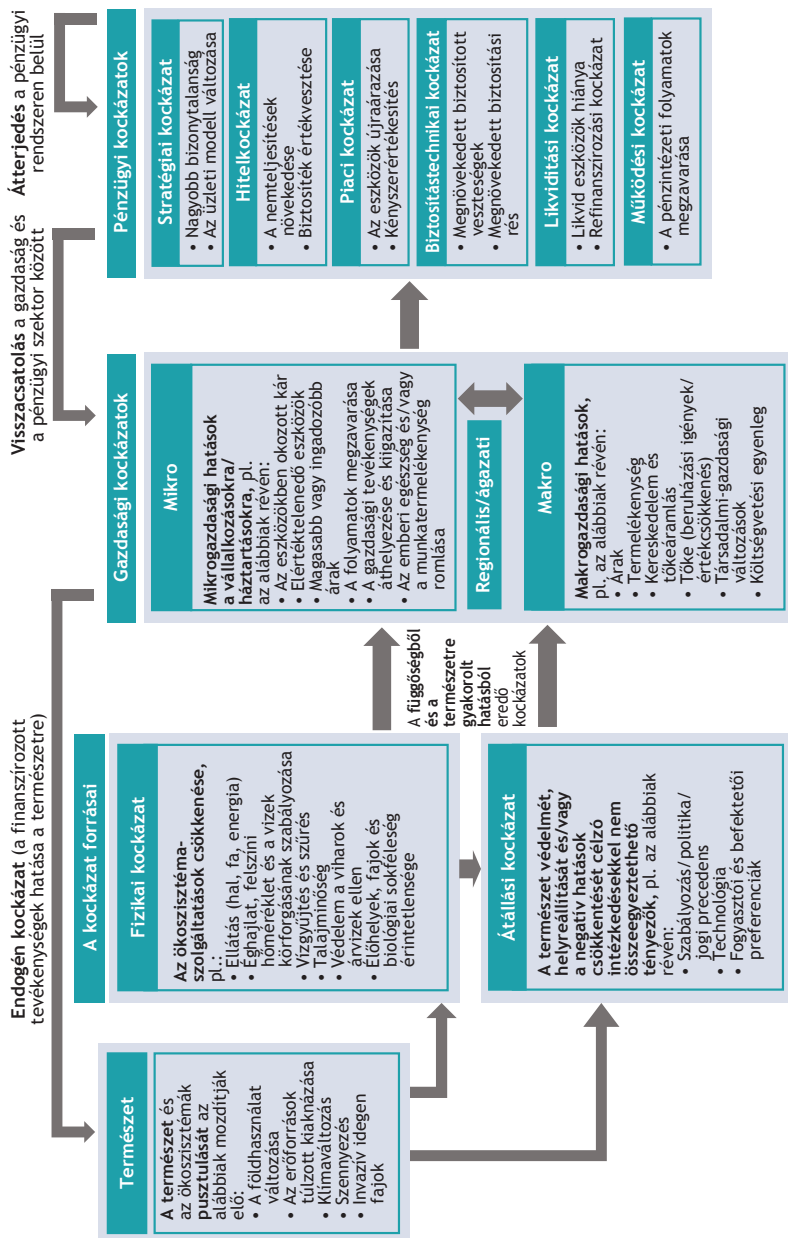 Endogén kockázat (a finanszírozott
tevékenységek hatása a természetre)
Visszacsatolás a gazdaság és
a pénzügyi szektor között
Átterjedés a pénzügyi
rendszeren belül
Természet
A természet és
az ökoszisztémák
pusztulását az
alábbiak mozdítják
elő:
• A földhasználat
változása
• Az erőforrások
túlzott kiaknázása
• Klímaváltozás
• Szennyezés
• Invazív idegen
fajok
A kockázat forrásai
Fizikai kockázat
Az ökoszisztéma-
szolgáltatások csökkenése,
pl.:
• Ellátás (hal, fa, energia)
• Éghajlat, felszíni
hőmérséklet és a vizek
körforgásának szabályozása
• Vízgyűjtés és szűrés
• Talajminőség
• Védelem a viharok és
árvizek ellen
• Élőhelyek, fajok és
biológiai sokféleség
érintetlensége
Átállási kockázat
A természet védelmét,
helyreállítását és/vagy
a negatív hatások
csökkentését célzó
intézkedésekkel nem
összeegyeztethető
tényezők, pl. az alábbiak
révén:
• Szabályozás/politika/
jogi precedens
• Technológia
• Fogyasztói és befektetői
preferenciák
A függőségből
és a
természetre
gyakorolt
hatásból
eredő
kockázatok
Gazdasági kockázatok
Mikro
Mikrogazdasági hatások
a vállalkozásokra/
háztartásokra, pl.
az alábbiak révén:
• Az eszközökben okozott kár
• Elértéktelenedő eszközök
• Magasabb vagy ingadozóbb
árak
• A folyamatok megzavarása
• A gazdasági tevékenységek
áthelyezése és kiigazítása
• Az emberi egészség és/vagy
a munkatermelékenység
romlása
Regionális/ágazati
Makro
Makrogazdasági hatások,
pl, az alábbiak révén:
• Árak
• Termelékenység
• Kereskedelem és
tőkeáramlás
• Tőke (beruházási igények/
értékcsökkenés)
• Társadalmi-gazdasági
változások
• Költségvetési egyenleg
Pénzügyi kockázatok
Stratégiai kockázat
• Nagyobb bizonytalanság
• Az üzleti modell változása
Hitelkockázat
• A nemteljesítések
növekedése
• Biztosíték értékvesztése
Piaci kockázat
• Az eszközök újraárazása
• Kényszerértékesítés
Biztosítástechnikai kockázat
• Megnövekedett biztosított
veszteségek
• Megnövekedett biztosítási
rés
Likviditási kockázat
• Likvid eszközök hiánya
• Refinanszírozási kockázat
Működési kockázat
• A pénzintézeti folyamatok
megzavarása